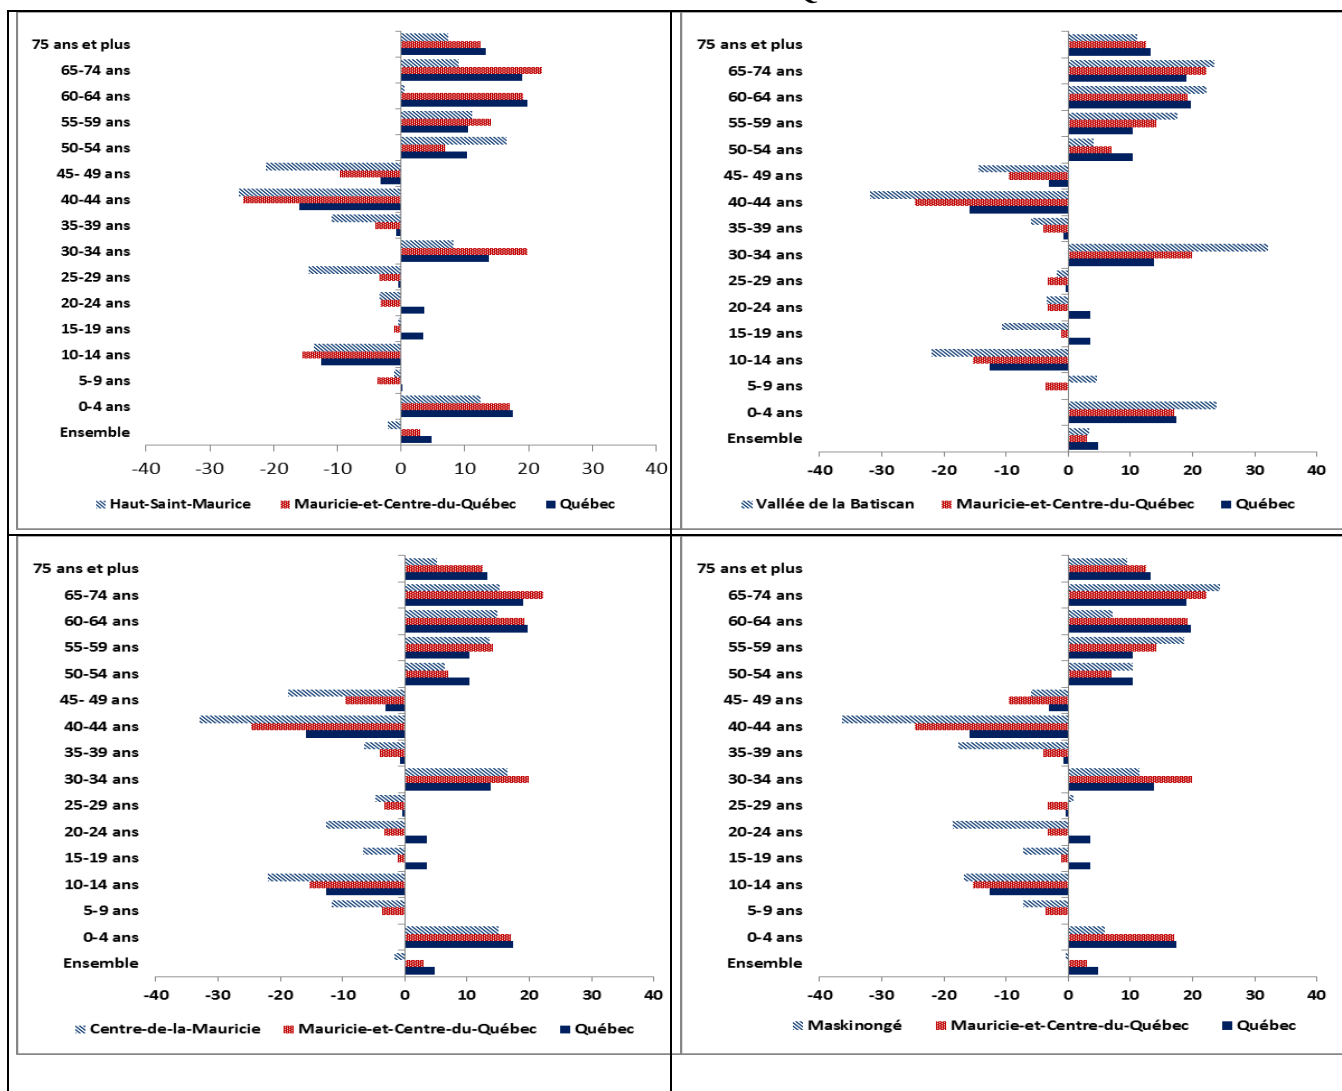 75 ans et plus
65-74 ans
60-64 ans
55-59 ans
50-54 ans
45- 49 ans
40-44 ans
35-39 ans
30-34 ans
25-29 ans
20-24 ans
15-19 ans
10-14 ans
5-9 ans
0-4 ans
Ensemble
-40 -30 -20 -10 0 10 20 30 40
Haut-Saint-Maurice Mauricie-et-Centre-du-Québec Québec
75 ans et plus
65-74 ans
60-64 ans
55-59 ans
50-54 ans
45- 49 ans
40-44 ans
35-39 ans
30-34 ans
25-29 ans
20-24 ans
15-19 ans
10-14 ans
5-9 ans
0-4 ans
Ensemble
-40 -30 -20 -10 0 10 20 30 40
Vallée de la Batiscan Mauricie-et-Centre-du-Québec Québec
75 ans et plus
65-74 ans
60-64 ans
55-59 ans
50-54 ans
45- 49 ans
40-44 ans
35-39 ans
30-34 ans
25-29 ans
20-24 ans
15-19 ans
10-14 ans
5-9 ans
0-4 ans
Ensemble
-40 -30 -20 -10 0 10 20 30 40
Centre-de-la-Mauricie Mauricie-et-Centre-du-Québec Québec
75 ans et plus
65-74 ans
60-64 ans
55-59 ans
50-54 ans
45- 49 ans
40-44 ans
35-39 ans
30-34 ans
25-29 ans
20-24 ans
15-19 ans
10-14 ans
5-9 ans
0-4 ans
Ensemble
-40 -30 -20 -10 0 10 20 30 40
Maskinongé Mauricie-et-Centre-du-Québec Québec